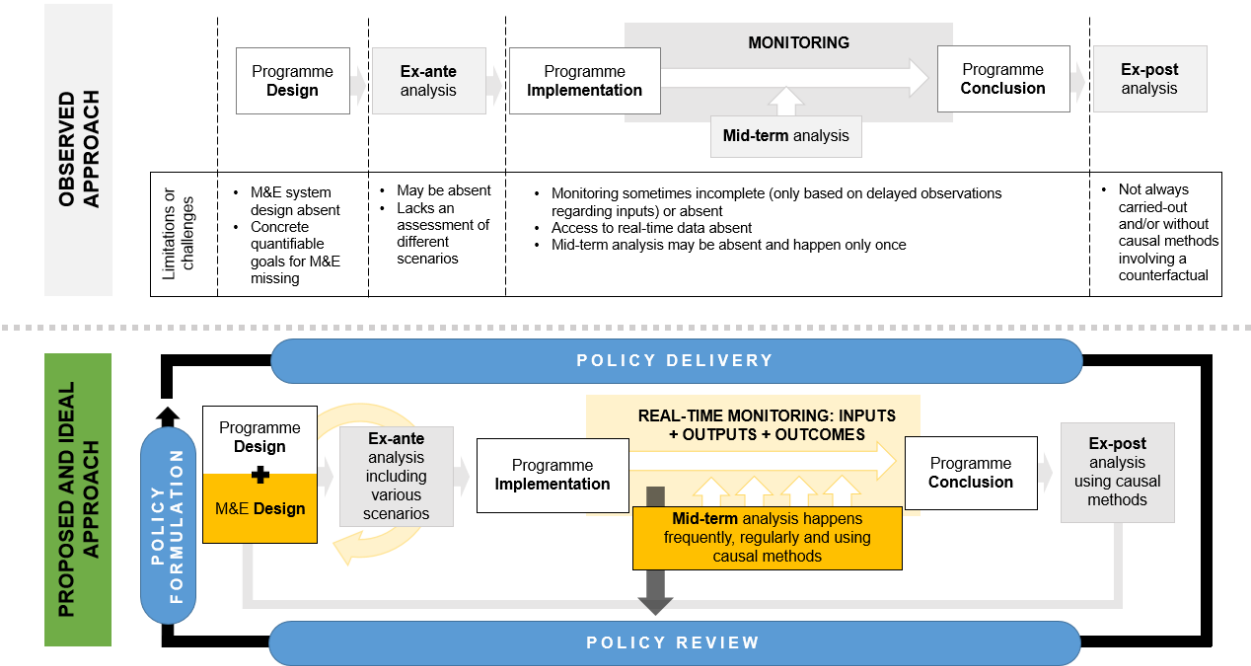 OBSERVED
APPROACH
Programme
Design
Ex-ante
analysis
Programme
Implementation
MONITORING
Mid-term analysis
Programme
Conclusion
Ex-post
analysis
Limitations or
challenges
• M&E system
design absent
• Concrete
quantifiable
goals for M&E
missing
• May be absent
• Lacks an
assessment of
different
scenarios
• Monitoring sometimes incomplete (only based on delayed observations
regarding inputs) or absent
• Access to real-time data absent
• Mid-term analysis may be absent and happen only once
• Not always
carried-out
and/or without
causal methods
involving a
counterfactual
PROPOSED AND IDEAL
APPROACH
POLICY DELIVERY
POLICY
FORMULATION
Programme
Design
M&E Design
Ex-ante
analysis
including
various
scenarios
Programme
Implementation
REAL-TIME MONITORING: INPUTS
+ OUTPUTS + OUTCOMES
Mid-term analysis happens
frequently, regularly and using
causal methods
Programme
Conclusion
Ex-post
analysis
using causal
methods
POLICY REVIEW